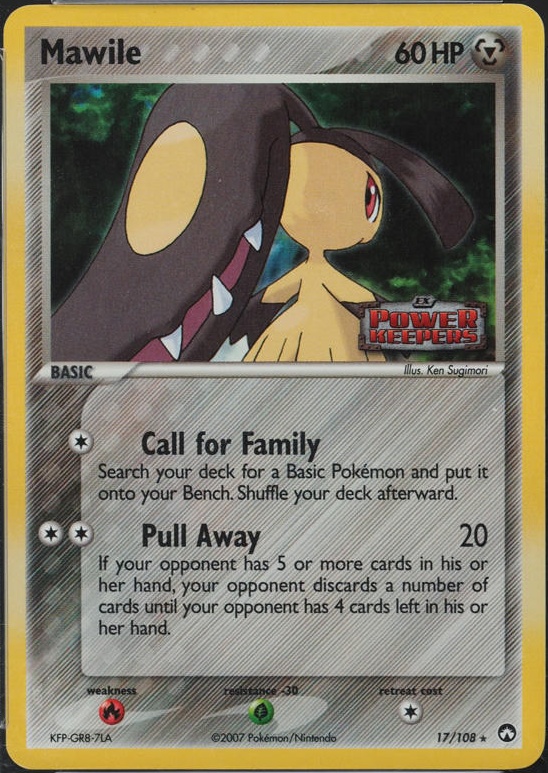 Mawile 60 HP
EX
POWER
KEEPERS
BASIC Illus. Ken Sugimori
Call for Family
Search your deck for a Basic Pokémon and put it
onto your Bench. Shuffle your deck afterward.
Pull Away 20
If your opponent has 5 or more cards in his or
her hand, your opponent discards a number of
cards until your opponent has 4 cards left in his or
her hand.
weakness resistance -30 retreat cost
KFP-GR8-7LA ©2007 Pokémon/Nintendo 17/108 ★